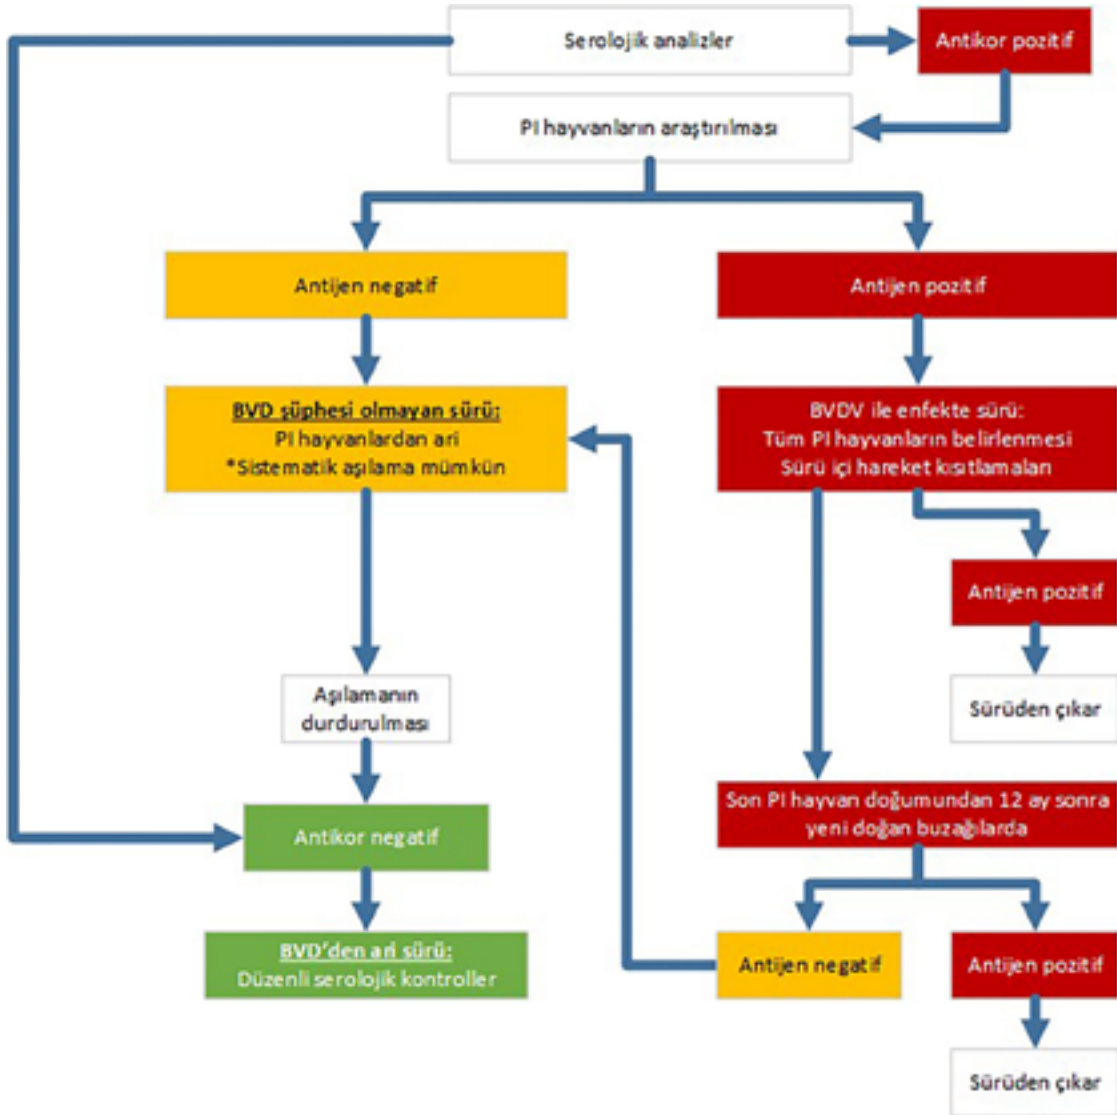 Serolojik analizler
Antikor pozitif
PI hayvanların araştırılması
Antijen negatif
Antijen pozitif
BVD şüphesi olmayan sürü:
PI hayvanlardan ari
*Sistematik aşılama mümkün
BVDV ile enfekte sürü:
Tüm PI hayvanların belirlenmesi
Sürü içi hareket kısıtlamaları
Antijen pozitif
Sürüden çıkar
Aşılamanın
durdurulması
Son PI hayvan doğumundan 12 ay sonra
yeni doğan buzağılarda
Antikor negatif
BVD'den ari sürü:
Düzenli serolojik kontroller
Antijen negatif
Antijen pozitif
Sürüden çıkar